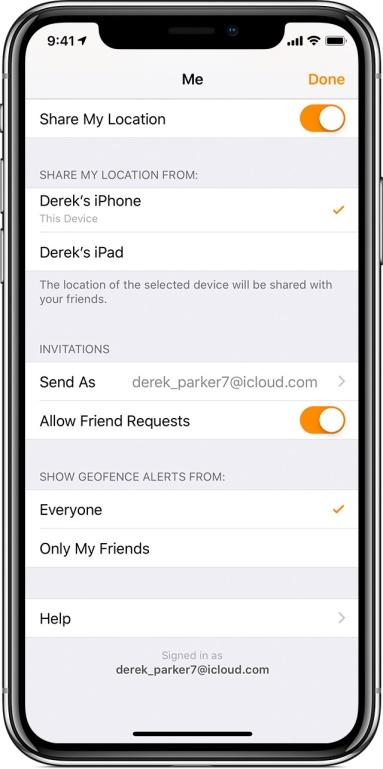 9:41
Me
Done
Share My Location
SHARE MY LOCATION FROM:
Derek's iPhone
This Device
Derek's iPad
The location of the selected device will be shared with
your friends.
INVITATIONS
Send As derek_parker7@icloud.com
Allow Friend Requests
SHOW GEOFENCE ALERTS FROM:
Everyone
Only My Friends
Help
Signed in as
derek_parker7@icloud.com